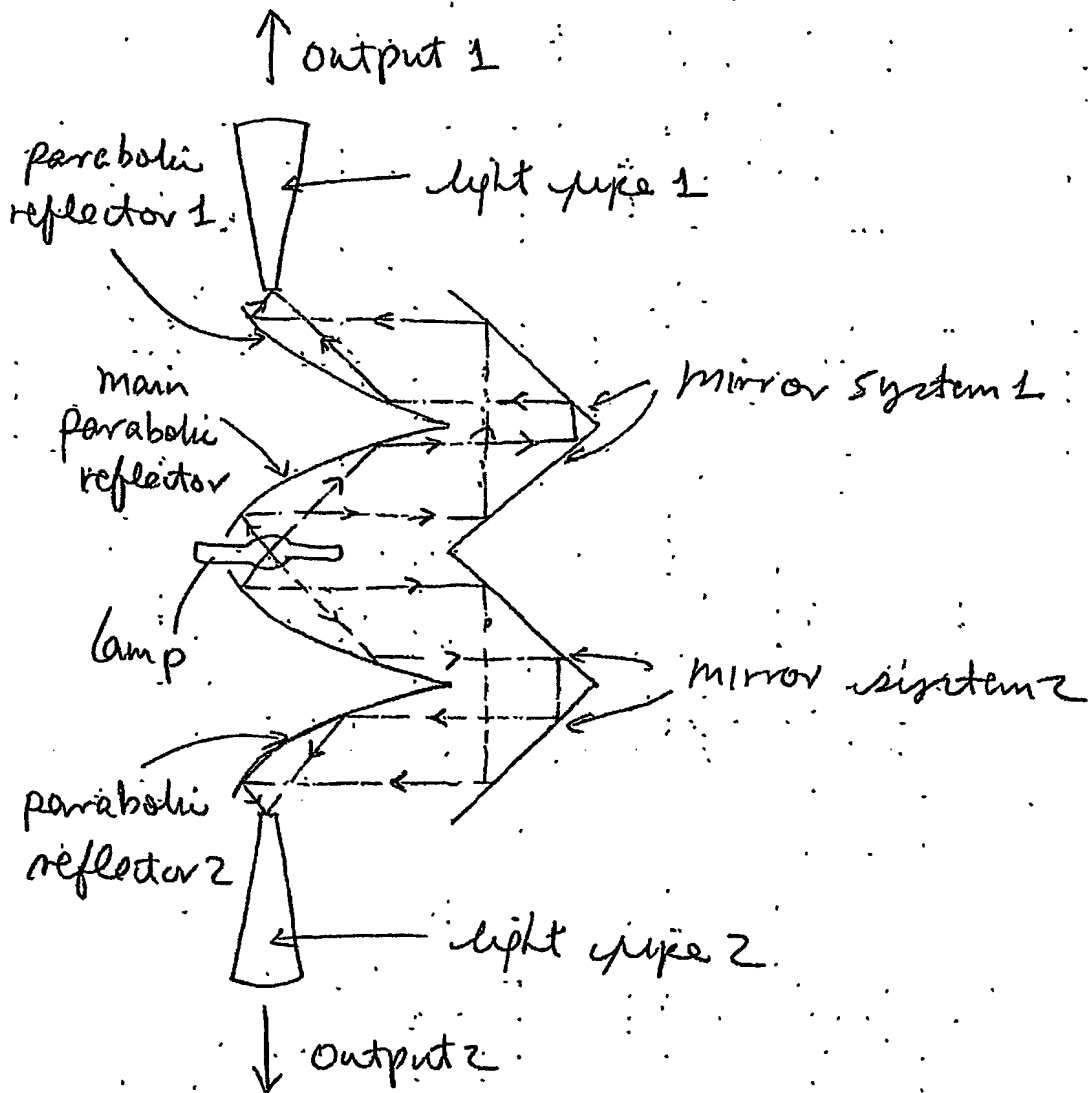 Output 1
parabolic
reflector 1
light pipe 1
main
parabolic
reflector
mirror system 1
lamp
mirror system 2
parabolic
reflector 2
light pipe 2
Output 2